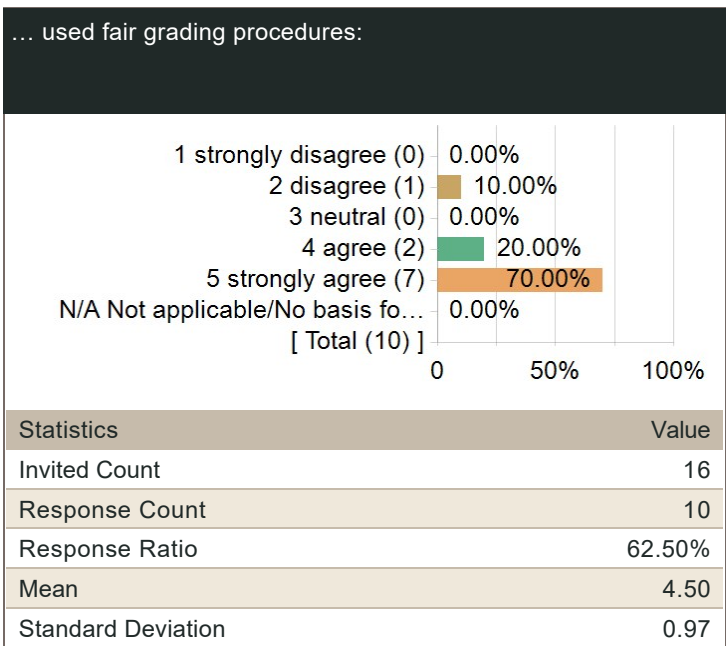 ... used fair grading procedures:
1 strongly disagree (0) 0.00%
2 disagree (1) 10.00%
3 neutral (0) 0.00%
4 agree (2) 20.00%
5 strongly agree (7) 70.00%
N/A Not applicable/No basis fo... 0.00%
[ Total (10) ]
0 50% 100%
Statistics Value
Invited Count 16
Response Count 10
Response Ratio 62.50%
Mean 4.50
Standard Deviation 0.97